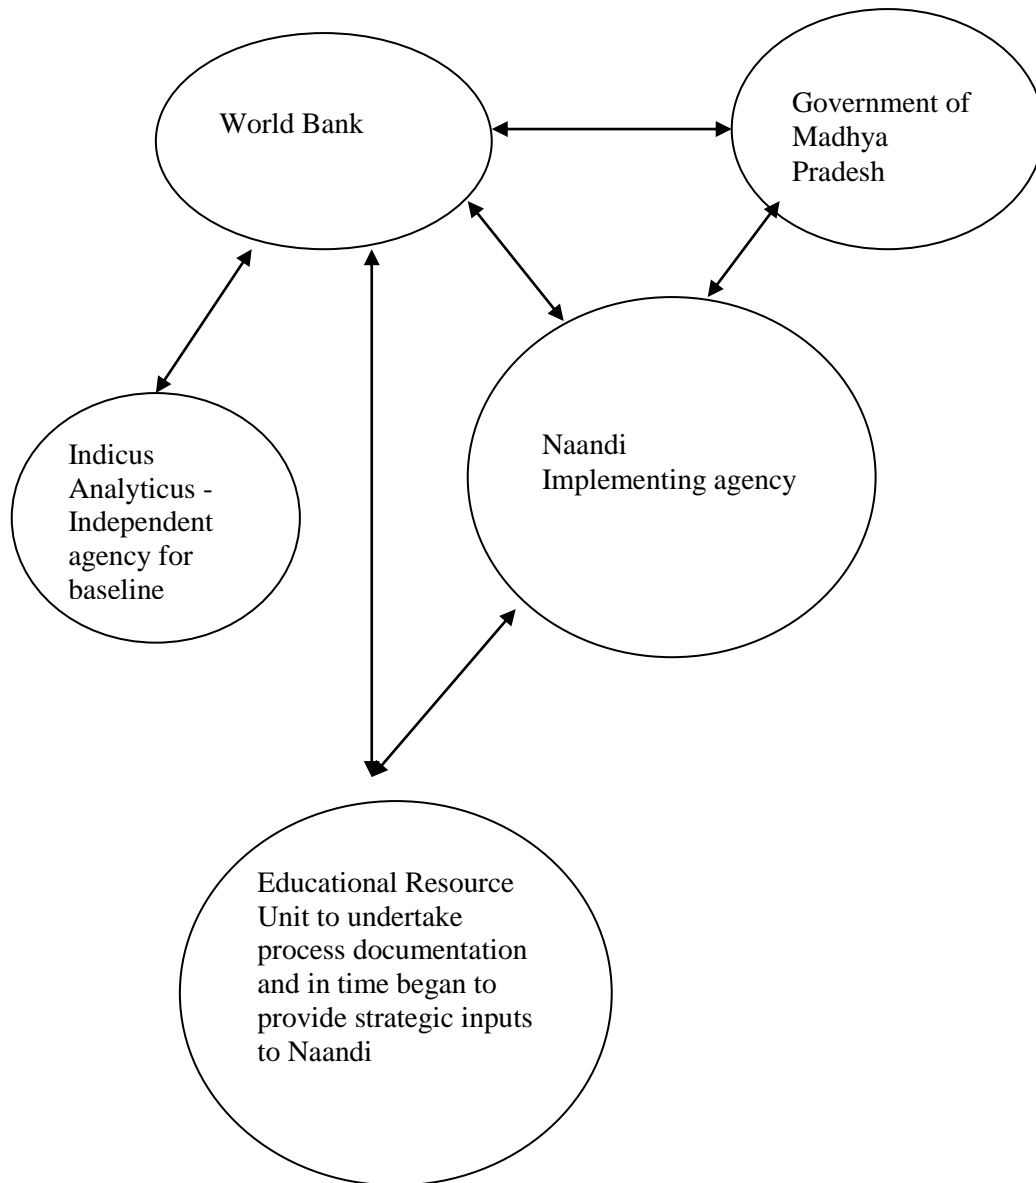 World Bank
Government of
Madhya
Pradesh
Indicus
Analyticus -
Independent
agency for
baseline
Naandi
Implementing agency
Educational Resource
Unit to undertake
process documentation
and in time began to
provide strategic inputs
to Naandi